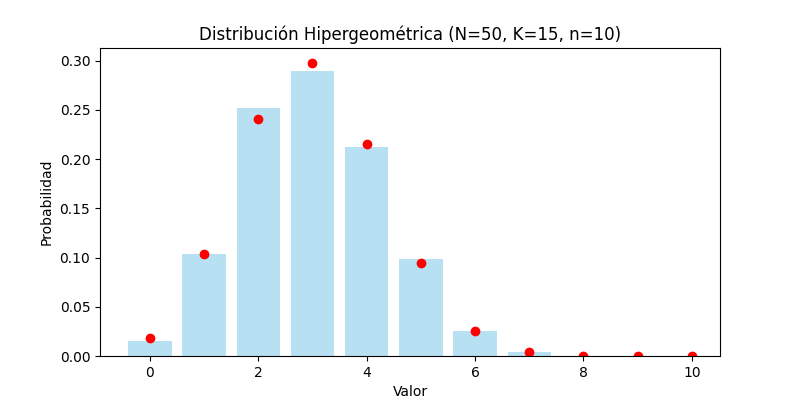 Distribución Hipergeométrica (N=50, K=15, n=10)
Probabilidad
0.30
0.25
0.20
0.15
0.10
0.05
0.00
0 2 4 6 8 10
Valor